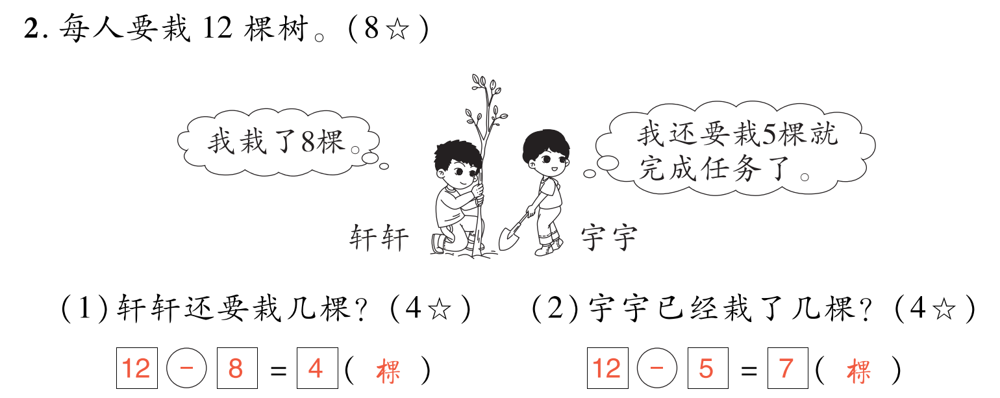 2. 每人要栽 12 棵树。(8☆)
我栽了8棵。
我还要栽5棵就
完成任务了。
轩轩
宇宇
(1)轩轩还要栽几棵?(4☆)
12 - 8 = 4 ( 棵 )
(2)宇宇已经栽了几棵?(4☆)
12 - 5 = 7 ( 棵 )